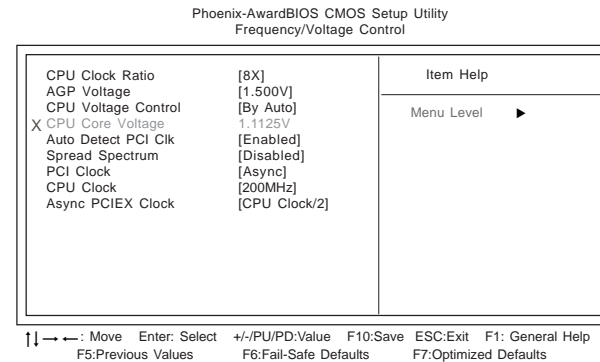 Phoenix-AwardBIOS CMOS Setup Utility
Frequency/Voltage Control
CPU Clock Ratio [8X]
AGP Voltage [1.500V]
CPU Voltage Control [By Auto]
X CPU Core Voltage 1.1125V
Auto Detect PCI Clk [Enabled]
Spread Spectrum [Disabled]
PCI Clock [Async]
CPU Clock [200MHz]
Async PCIEX Clock [CPU Clock/2]
Item Help
Menu Level ▶
↑↓→←: Move Enter: Select +/-/PU/PD:Value F10:Save ESC:Exit F1: General Help
F5:Previous Values F6:Fail-Safe Defaults F7:Optimized Defaults